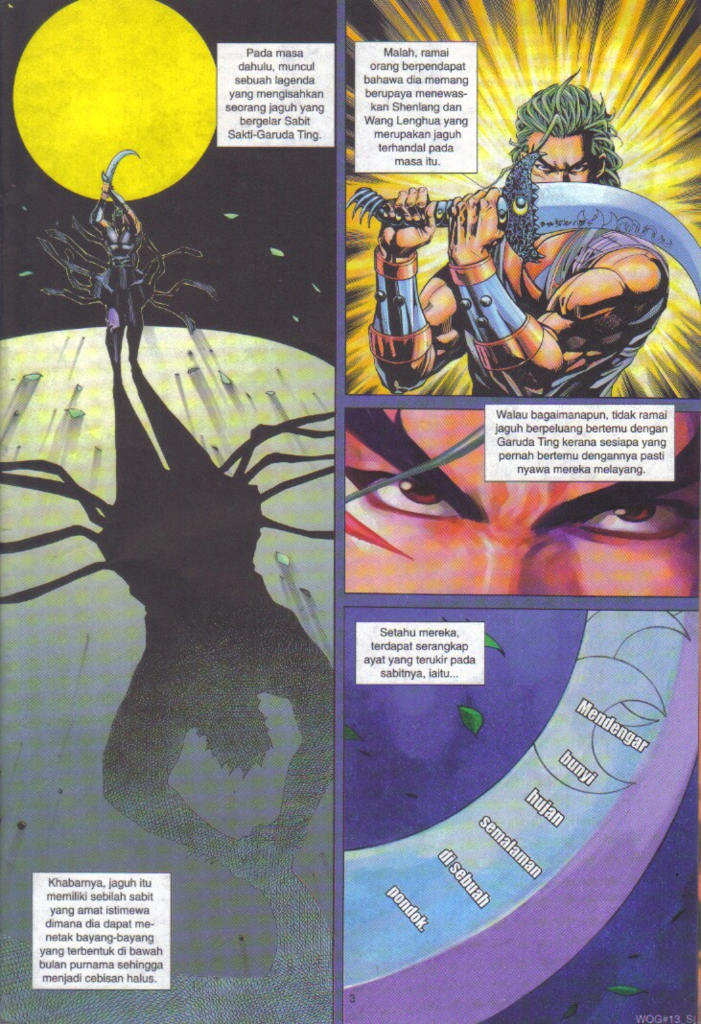 Pada masa
dahulu, muncul
sebuah lagenda
yang mengisahkan
seorang jaguh yang
bergelar Sabit
Sakti-Garuda Ting.
Khabarnya, jaguh itu
memiliki sebilah sabit
yang amat istimewa
dimana dia dapat me-
netak bayang-bayang
yang terbentuk di bawah
bulan purnama sehingga
menjadi cebisan halus.
Malah, ramai
orang berpendapat
bahawa dia memang
berupaya menewas-
kan Shenlang dan
Wang Lenghua yang
merupakan jaguh
terhandal pada
masa itu.
Walau bagaimanapun, tidak ramai
jaguh berpeluang bertemu dengan
Garuda Ting kerana sesiapa yang
pernah bertemu dengannya pasti
nyawa mereka melayang.
Setahu mereka,
terdapat serangkap
ayat yang terukir pada
sabitnya, iaitu...
Mendengar
bunyi
hujan
semalaman
di sebuah
pondok.
3
WOG#13_S|